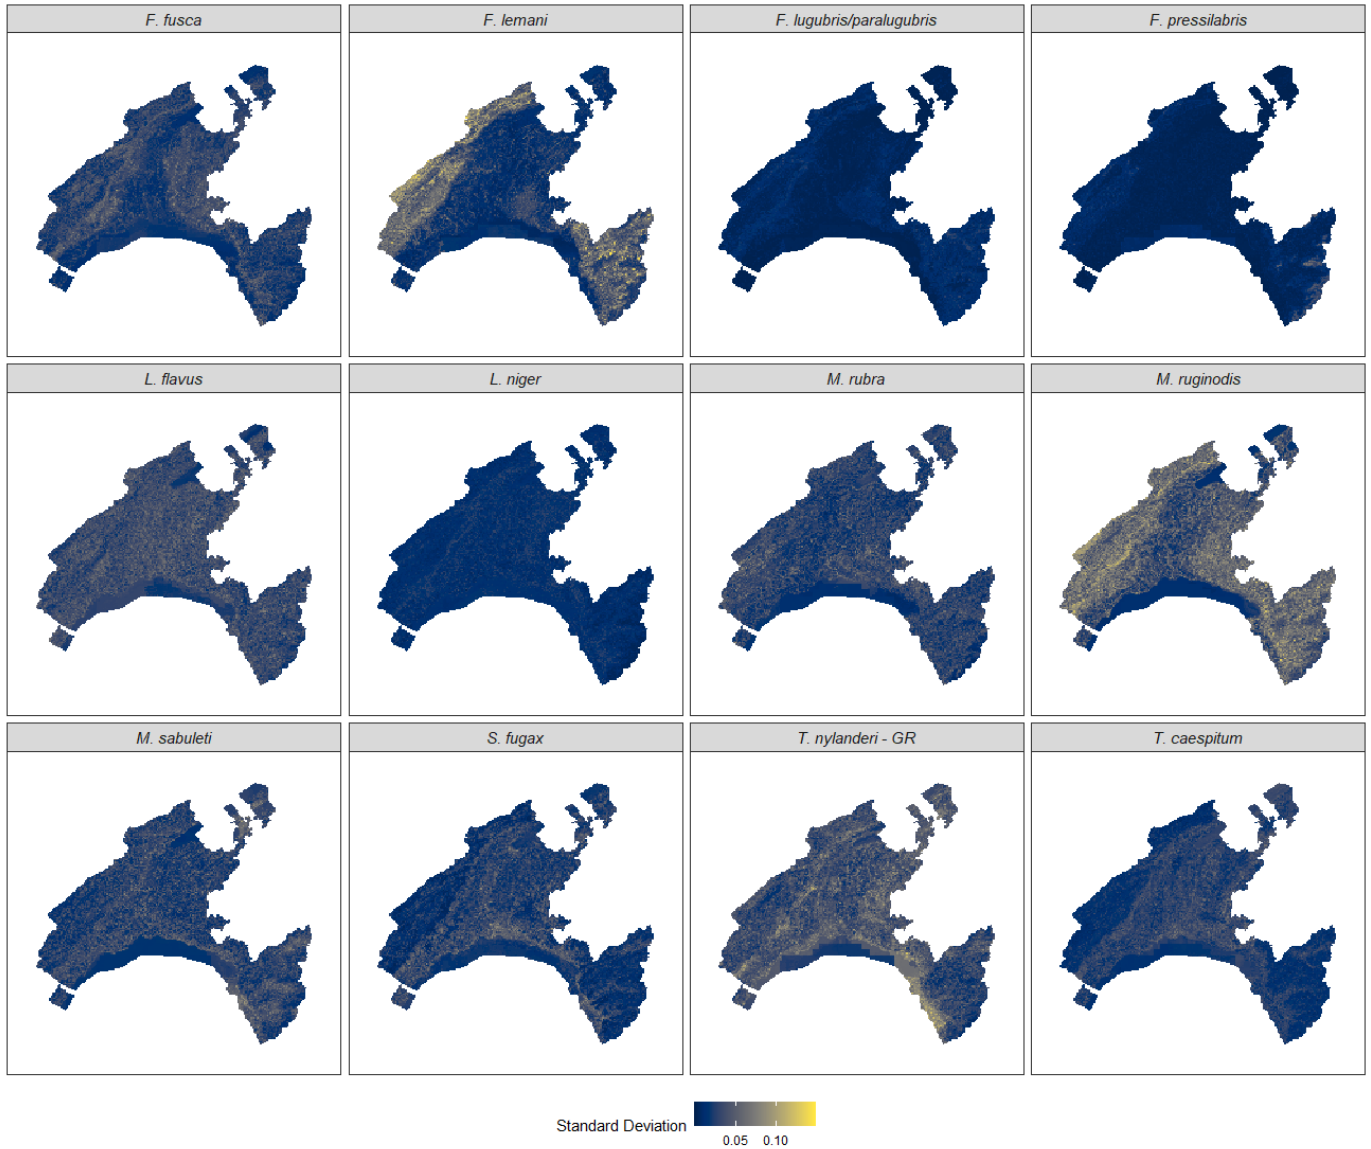 F. fusca
F. lemani
F. lugubris/paralugubris
F. pressilabris
L. flavus
L. niger
M. rubra
M. ruginodis
M. sabuleti
S. fugax
T. nylanderi - GR
T. caespitum
Standard Deviation
0.05 0.10